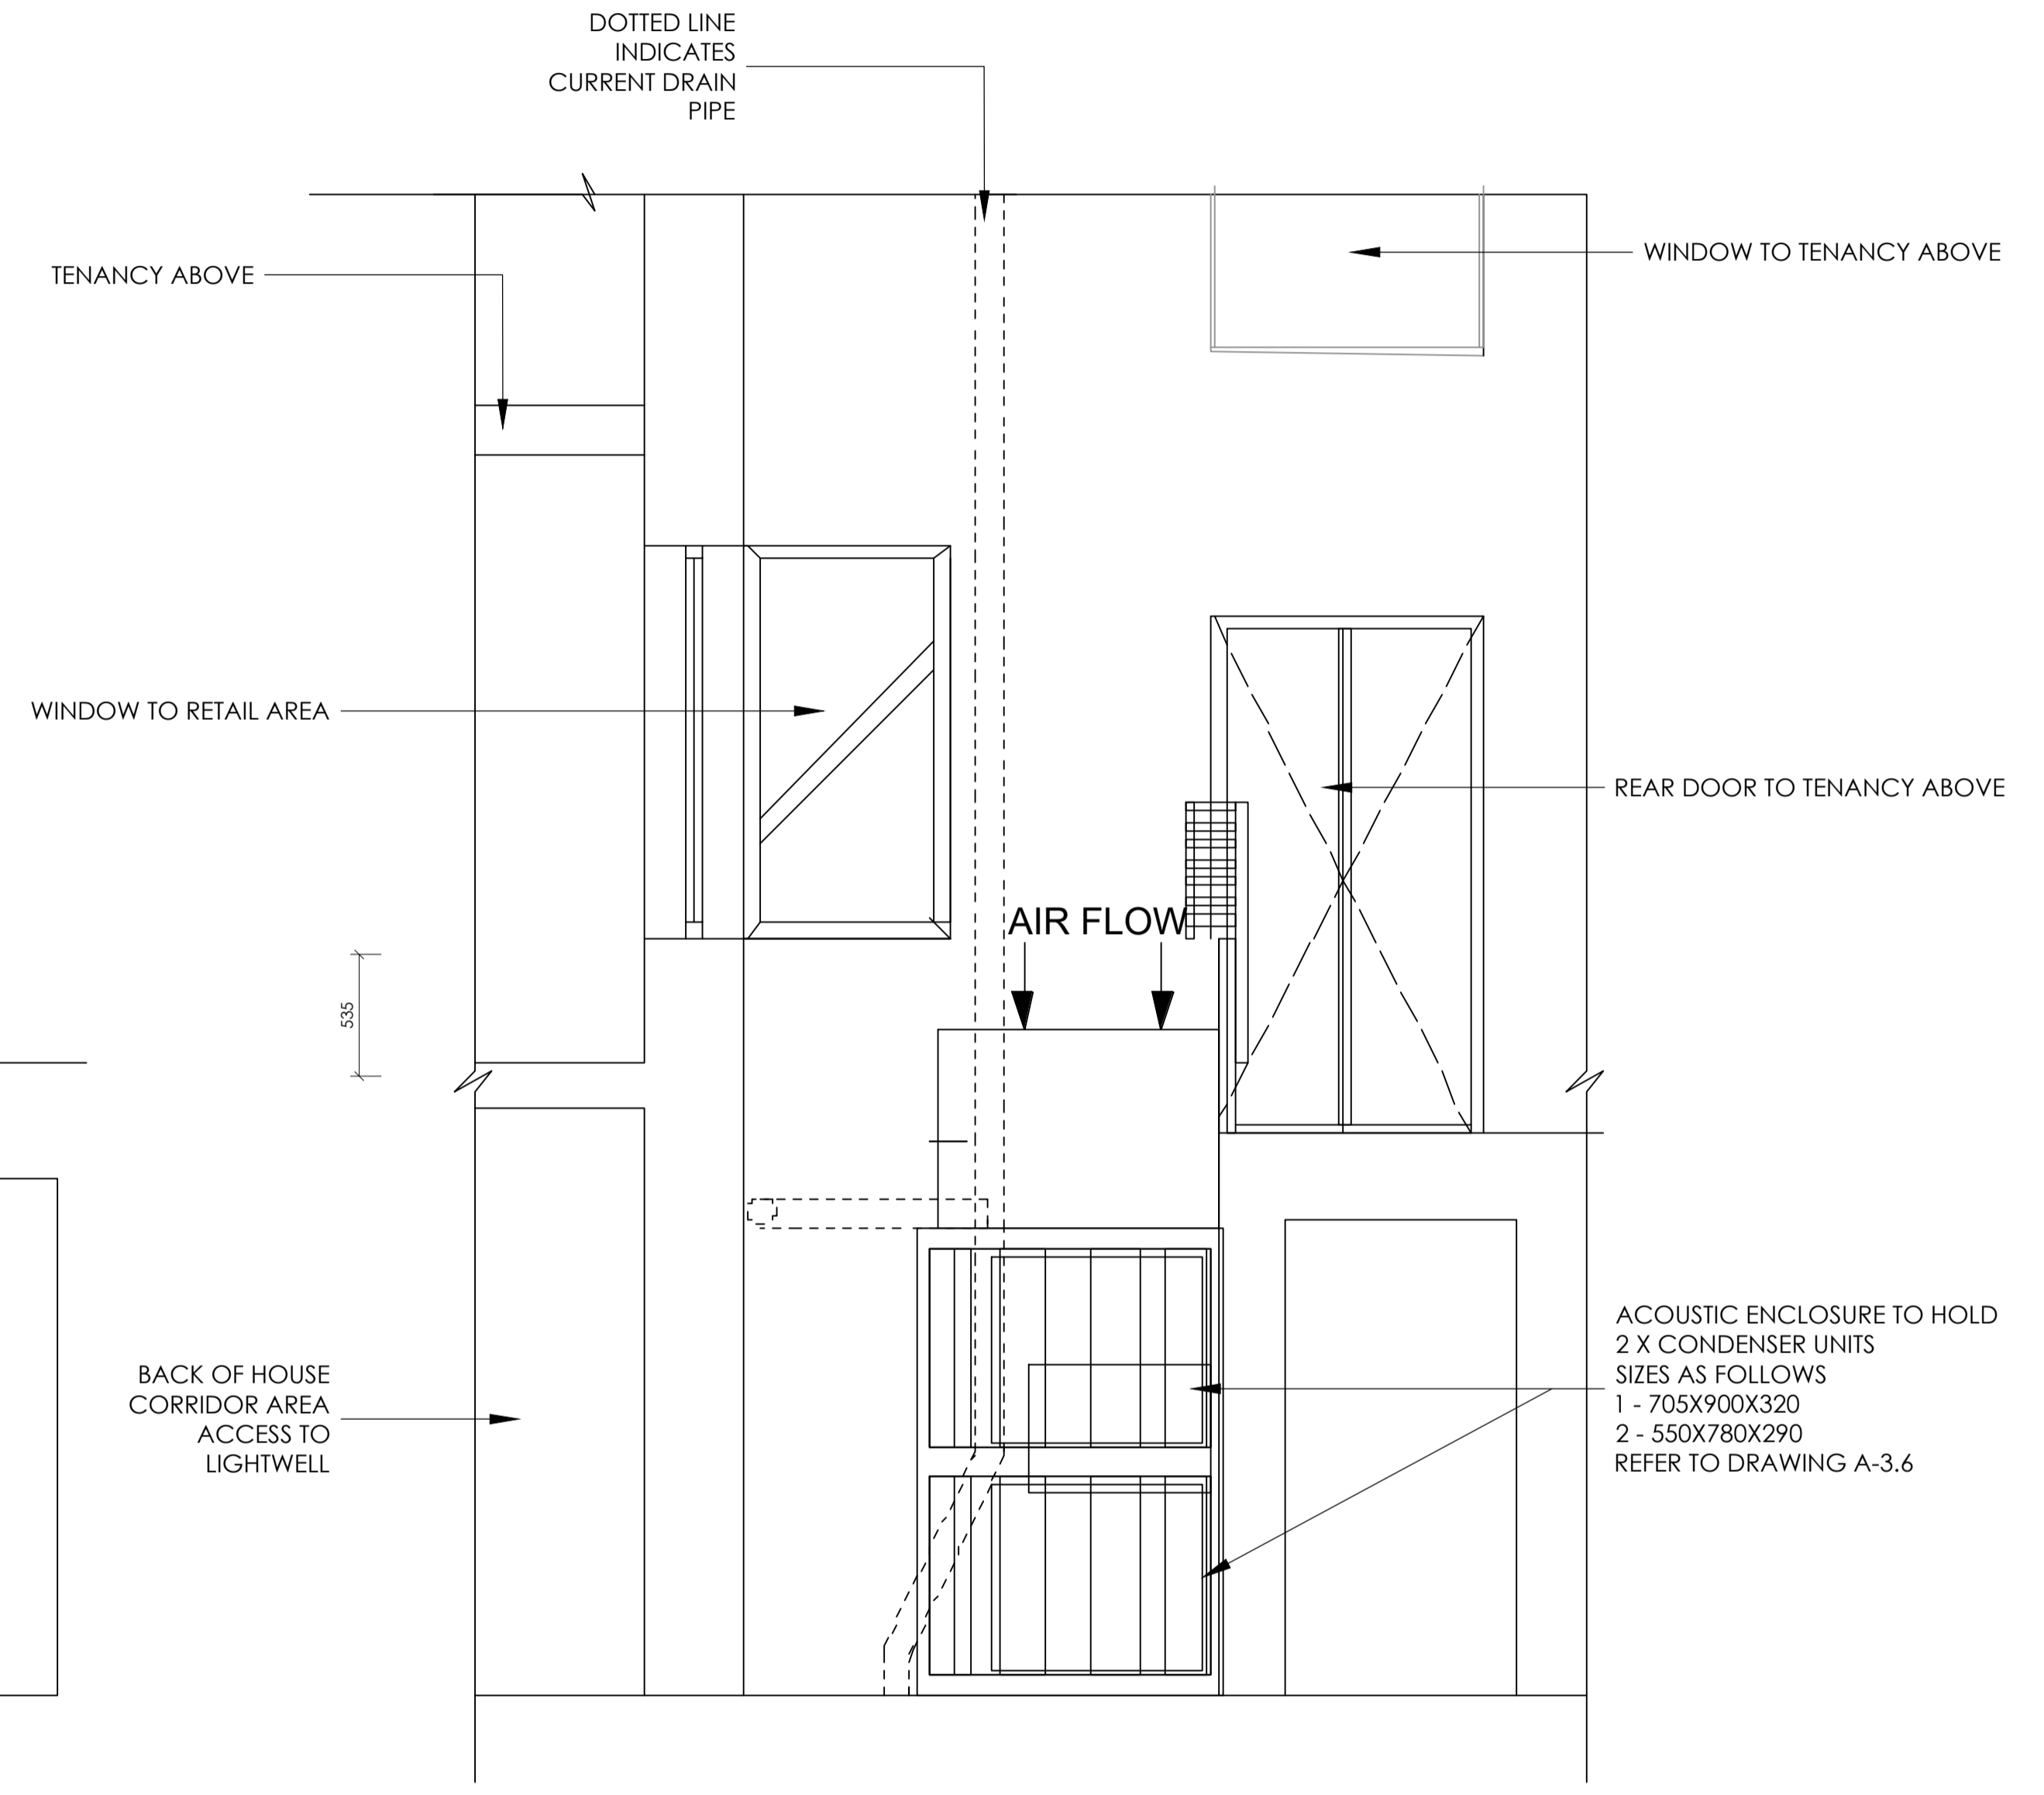 DOTTED LINE
INDICATES
CURRENT DRAIN
PIPE
WINDOW TO TENANCY ABOVE
TENANCY ABOVE
WINDOW TO RETAIL AREA
REAR DOOR TO TENANCY ABOVE
AIR FLOW
535
ACOUSTIC ENCLOSURE TO HOLD
2 X CONDENSER UNITS
SIZES AS FOLLOWS
1 - 705X900X320
2 - 550X780X290
REFER TO DRAWING A-3.6
BACK OF HOUSE
CORRIDOR AREA
ACCESS TO
LIGHTWELL